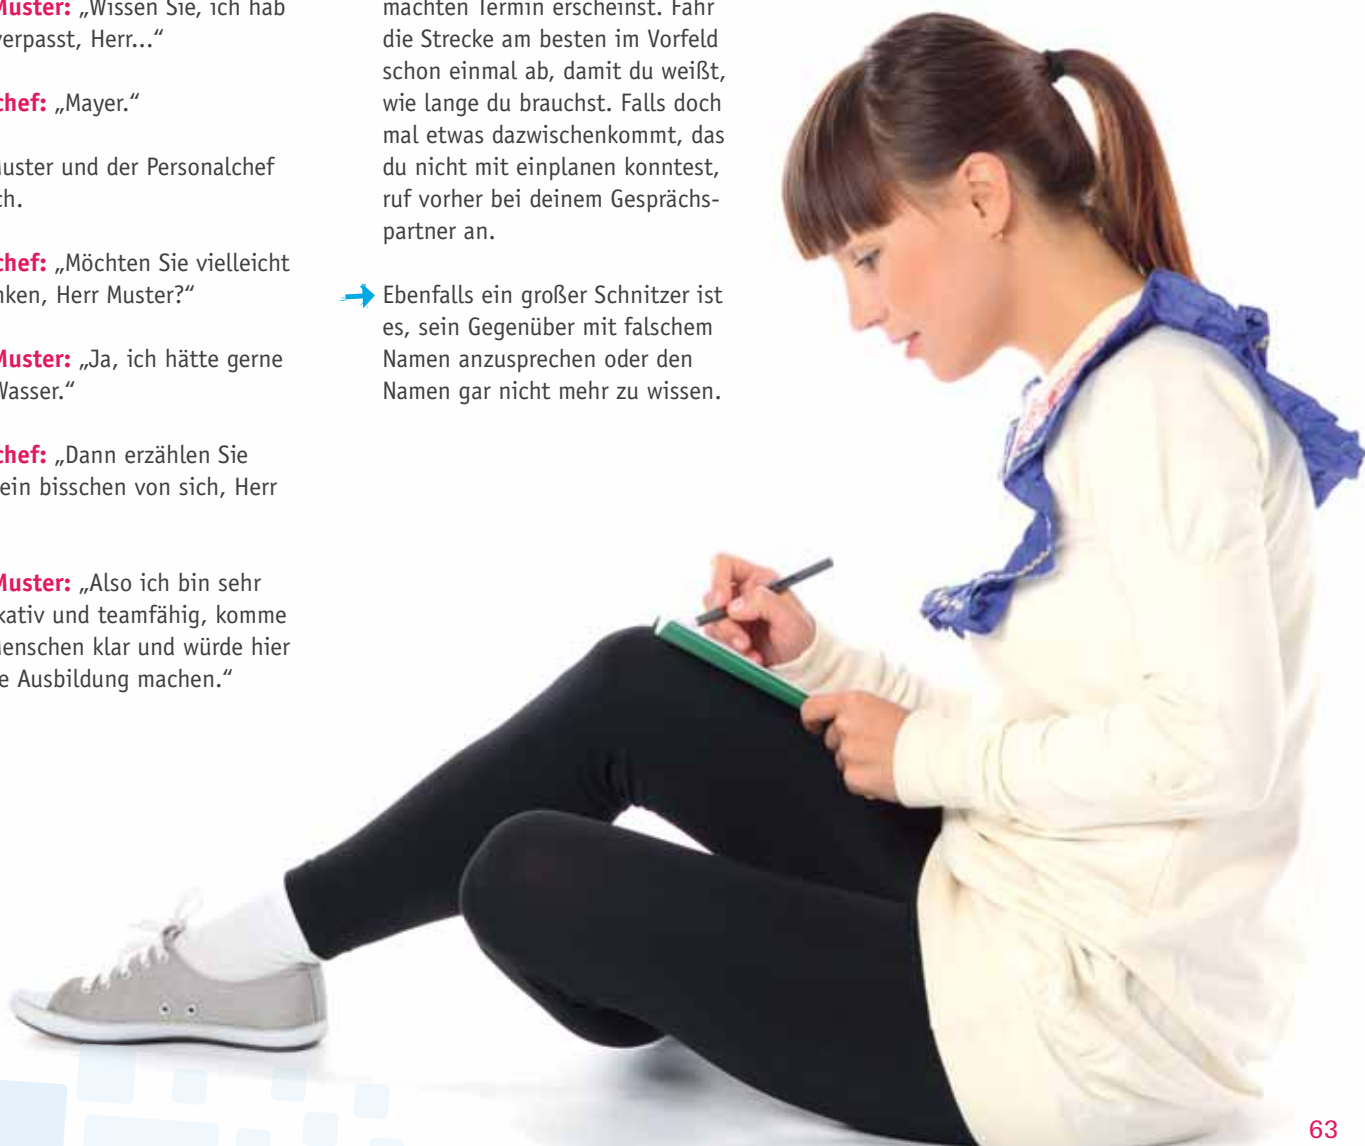 Muster: „Wissen Sie, ich hab
verpasst, Herr...“
chef: „Mayer.“
Muster und der Personalchef
ch.
chef: „Möchten Sie vielleicht
nken, Herr Muster?“
Muster: „Ja, ich hätte gerne
Wasser.“
chef: „Dann erzählen Sie
ein bisschen von sich, Herr
Muster: „Also ich bin sehr
kativ und teamfähig, komme
Menschen klar und würde hier
e Ausbildung machen.“
machten Termin erscheinst. Fahr
die Strecke am besten im Vorfeld
schon einmal ab, damit du weißt,
wie lange du brauchst. Falls doch
mal etwas dazwischenkommt, das
du nicht mit einplanen konntest,
ruf vorher bei deinem Gesprächs-
partner an.
Ebenfalls ein großer Schnitzer ist
es, sein Gegenüber mit falschem
Namen anzusprechen oder den
Namen gar nicht mehr zu wissen.
63